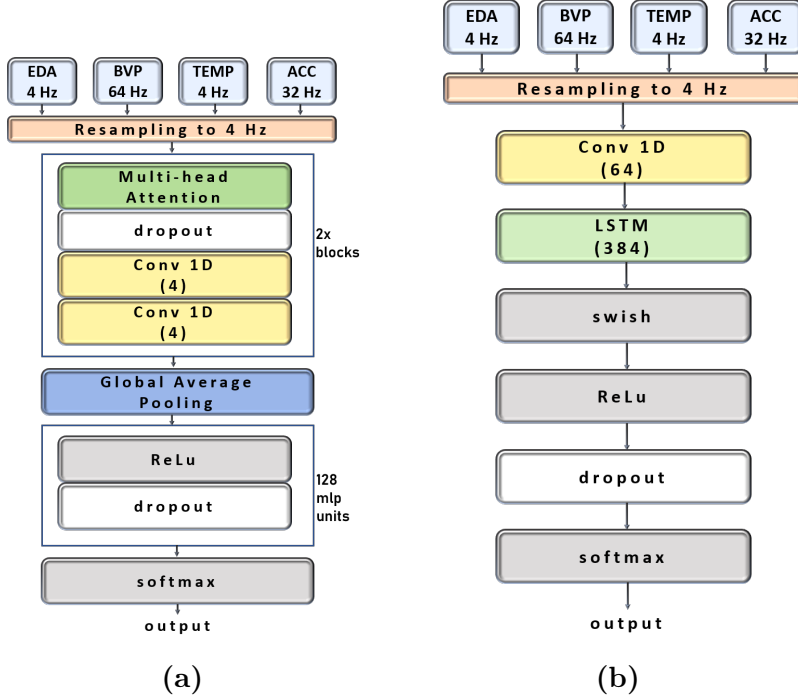 EDA
4 Hz
BVP
64 Hz
TEMP
4 Hz
ACC
32 Hz
Resampling to 4 Hz
Multi-head
Attention
dropout
Conv 1D
(4)
Conv 1D
(4)
2x
blocks
Global Average
Pooling
ReLu
dropout
128
mlp
units
softmax
output
(a)
EDA
4 Hz
BVP
64 Hz
TEMP
4 Hz
ACC
32 Hz
Resampling to 4 Hz
Conv 1D
(64)
LSTM
(384)
swish
ReLu
dropout
softmax
output
(b)